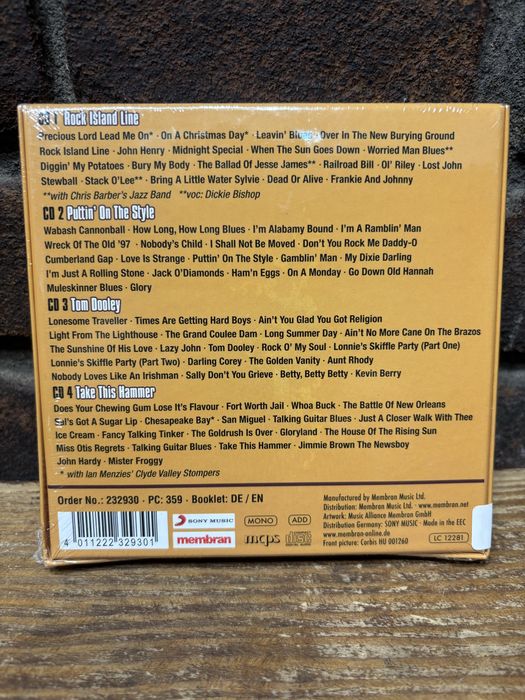 CD 1 Rock Island Line
Precious Lord Lead Me On* · On A Christmas Day* · Leavin' Blues · Over In The New Burying Ground
Rock Island Line · John Henry · Midnight Special · When The Sun Goes Down · Worried Man Blues**
Diggin' My Potatoes · Bury My Body · The Ballad Of Jesse James** · Railroad Bill · Ol' Riley · Lost John
Stewball · Stack O'Lee** · Bring A Little Water Sylvie · Dead Or Alive · Frankie And Johnny
*with Chris Barber's Jazz Band **voc: Dickie Bishop
CD 2 Puttin' On The Style
Wabash Cannonball · How Long, How Long Blues · I'm Alabamy Bound · I'm A Ramblin' Man
Wreck Of The Old '97 · Nobody's Child · I Shall Not Be Moved · Don't You Rock Me Daddy-O
Cumberland Gap · Love Is Strange · Puttin' On The Style · Gamblin' Man · My Dixie Darling
I'm Just A Rolling Stone · Jack O'Diamonds · Ham'n Eggs · On A Monday · Go Down Old Hannah
Muleskinner Blues · Glory
CD 3 Tom Dooley
Lonesome Traveller · Times Are Getting Hard Boys · Ain't You Glad You Got Religion
Light From The Lighthouse · The Grand Coulee Dam · Long Summer Day · Ain't No More Cane On The Brazos
The Sunshine Of His Love · Lazy John · Tom Dooley · Rock O' My Soul · Lonnie's Skiffle Party (Part One)
Lonnie's Skiffle Party (Part Two) · Darling Corey · The Golden Vanity · Aunt Rhody
Nobody Loves Like An Irishman · Sally Don't You Grieve · Betty, Betty, Betty · Kevin Berry
CD 4 Take This Hammer
Does Your Chewing Gum Lose It's Flavour · Fort Worth Jail · Whoa Buck · The Battle Of New Orleans
Sal's Got A Sugar Lip · Chesapeake Bay* · San Miguel · Talking Guitar Blues · Just A Closer Walk With Thee
Ice Cream · Fancy Talking Tinker · The Goldrush Is Over · Gloryland · The House Of The Rising Sun
Miss Otis Regrets · Talking Guitar Blues · Take This Hammer · Jimmie Brown The Newsboy
John Hardy · Mister Froggy
* with Ian Menzies' Clyde Valley Stompers
Order No.: 232930 · PC: 359 · Booklet: DE / EN
4 011222 329301
SONY MUSIC
membran
MONO
ADD
mcps
COMPACT disc DIGITAL AUDIO
Manufactured by Membran Music Ltd.
Distribution: Membran Music Ltd. · www.membran.net
Artwork: Music Alliance Membran GmbH
Distribution Germany: SONY MUSIC · Made in the EEC
www.membran-online.de
Front picture: Corbis HU 001260
LC 12281